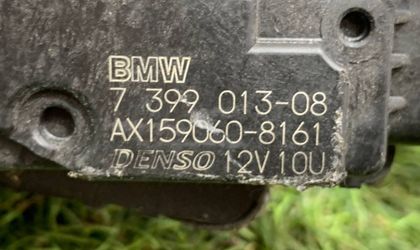 BMW
7 399 013-08
AX159060-8161
DENSO 12V 10U